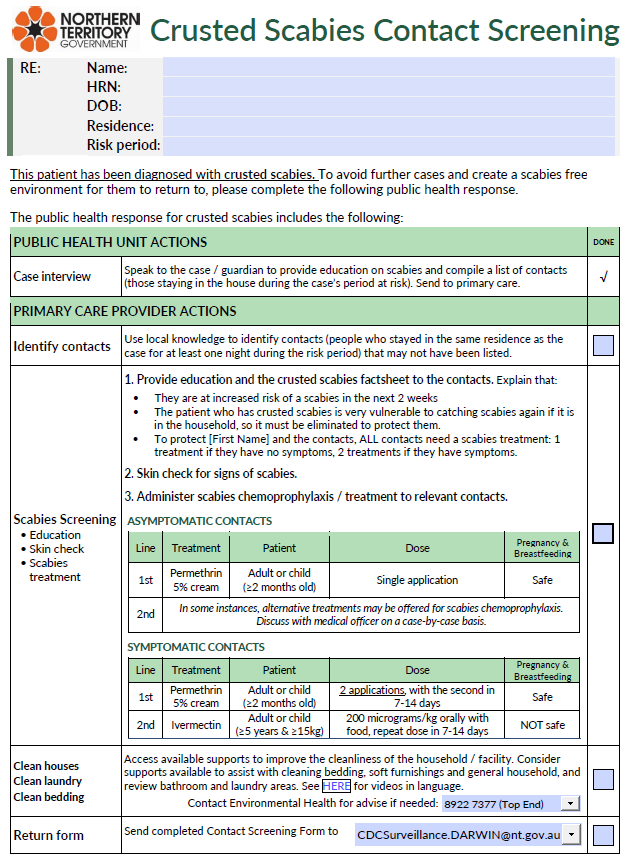 NORTHERN
TERRITORY
GOVERNMENT
Crusted Scabies Contact Screening
RE: Name:
HRN:
DOB:
Residence:
Risk period:
This patient has been diagnosed with crusted scabies. To avoid further cases and create a scabies free
environment for them to return to, please complete the following public health response.
The public health response for crusted scabies includes the following:
PUBLIC HEALTH UNIT ACTIONS DONE
Case interview
Speak to the case / guardian to provide education on scabies and compile a list of contacts
(those staying in the house during the case's period at risk). Send to primary care.
√
PRIMARY CARE PROVIDER ACTIONS
Identify contacts
Use local knowledge to identify contacts (people who stayed in the same residence as the
case for at least one night during the risk period) that may not have been listed.
Scabies Screening
• Education
• Skin check
• Scabies
treatment
1. Provide education and the crusted scabies factsheet to the contacts. Explain that:
• They are at increased risk of a scabies in the next 2 weeks
• The patient who has crusted scabies is very vulnerable to catching scabies again if it is
in the household, so it must be eliminated to protect them.
• To protect [First Name] and the contacts, ALL contacts need a scabies treatment: 1
treatment if they have no symptoms, 2 treatments if they have symptoms.
2. Skin check for signs of scabies.
3. Administer scabies chemoprophylaxis / treatment to relevant contacts.
ASYMPTOMATIC CONTACTS
Line Treatment Patient Dose Pregnancy &
Breastfeeding
1st Permethrin
5% cream
Adult or child
(≥2 months old)
Single application Safe
2nd In some instances, alternative treatments may be offered for scabies chemoprophylaxis.
Discuss with medical officer on a case-by-case basis.
SYMPTOMATIC CONTACTS
Line Treatment Patient Dose Pregnancy &
Breastfeeding
1st Permethrin
5% cream
Adult or child
(≥2 months old)
2 applications, with the second in
7-14 days
Safe
2nd Ivermectin Adult or child
(≥5 years & ≥15kg)
200 micrograms/kg orally with
food, repeat dose in 7-14 days
NOT safe
Clean houses
Clean laundry
Clean bedding
Access available supports to improve the cleanliness of the household / facility. Consider
supports available to assist with cleaning bedding, soft furnishings and general household, and
review bathroom and laundry areas. See HERE for videos in language.
Contact Environmental Health for advise if needed: 8922 7377 (Top End)
Return form
Send completed Contact Screening Form to CDCSurveillance.DARWIN@nt.gov.au